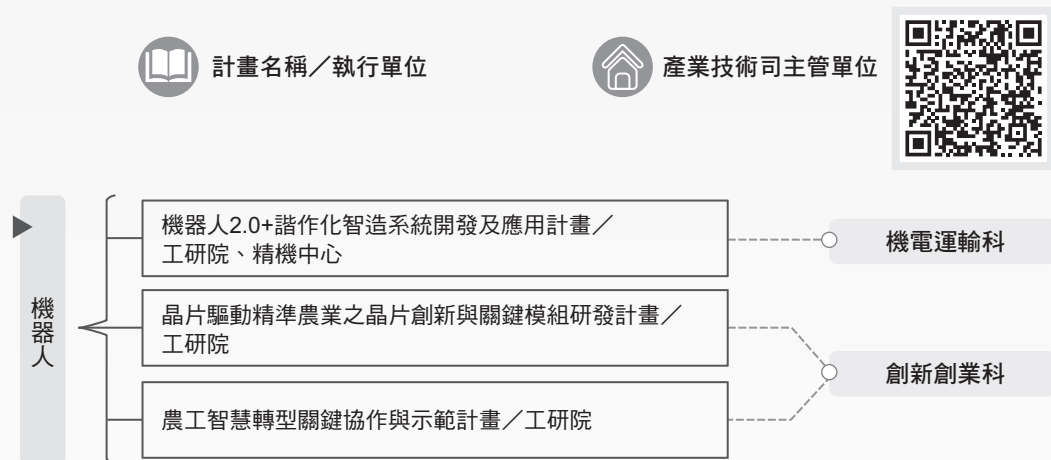 計畫名稱／執行單位
產業技術司主管單位
機器人
機器人2.0+諧作化智造系統開發及應用計畫／
工研院、精機中心
機電運輸科
晶片驅動精準農業之晶片創新與關鍵模組研發計畫／
工研院
創新創業科
農工智慧轉型關鍵協作與示範計畫／工研院